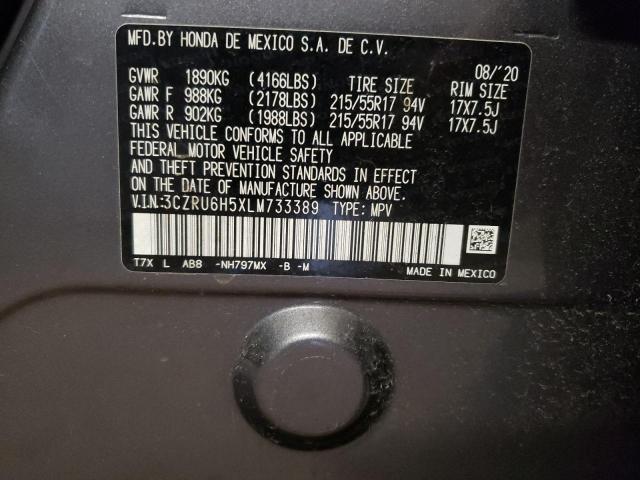 MFD.BY HONDA DE MEXICO S.A. DE C.V.
08/'20
GVWR 1890KG (4166LBS) TIRE SIZE RIM SIZE
GAWR F 988KG (2178LBS) 215/55R17 94V 17X7.5J
GAWR R 902KG (1988LBS) 215/55R17 94V 17X7.5J
THIS VEHICLE CONFORMS TO ALL APPLICABLE
FEDERAL MOTOR VEHICLE SAFETY
AND THEFT PREVENTION STANDARDS IN EFFECT
ON THE DATE OF MANUFACTURE SHOWN ABOVE.
V.I.N:3CZRU6H5XLM733389 TYPE: MPV
T7X L AB8 -NH797MX -B -M MADE IN MEXICO